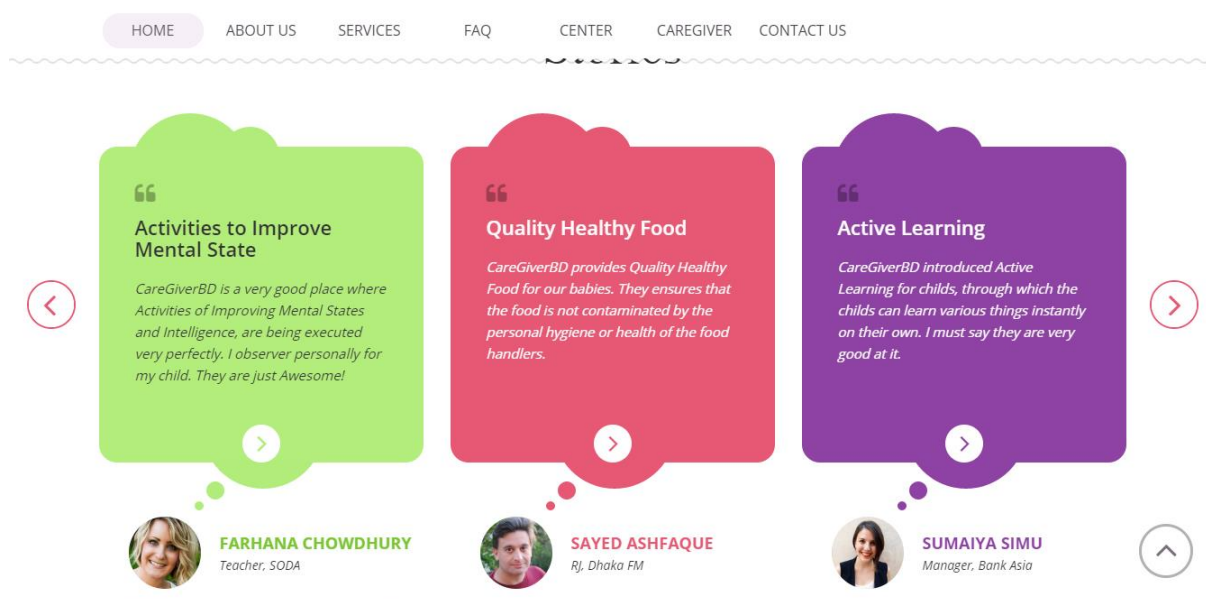 HOME ABOUT US SERVICES FAQ CENTER CAREGIVER CONTACT US
Activities to Improve
Mental State
CareGiverBD is a very good place where
Activities of Improving Mental States
and Intelligence, are being executed
very perfectly. I observer personally for
my child. They are just Awesome!
FARHANA CHOWDHURY
Teacher, SODA
Quality Healthy Food
CareGiverBD provides Quality Healthy
Food for our babies. They ensures that
the food is not contaminated by the
personal hygiene or health of the food
handlers.
SAYED ASHFAQUE
RJ, Dhaka FM
Active Learning
CareGiverBD introduced Active
Learning for childs, through which the
childs can learn various things instantly
on their own. I must say they are very
good at it.
SUMAIYA SIMU
Manager, Bank Asia